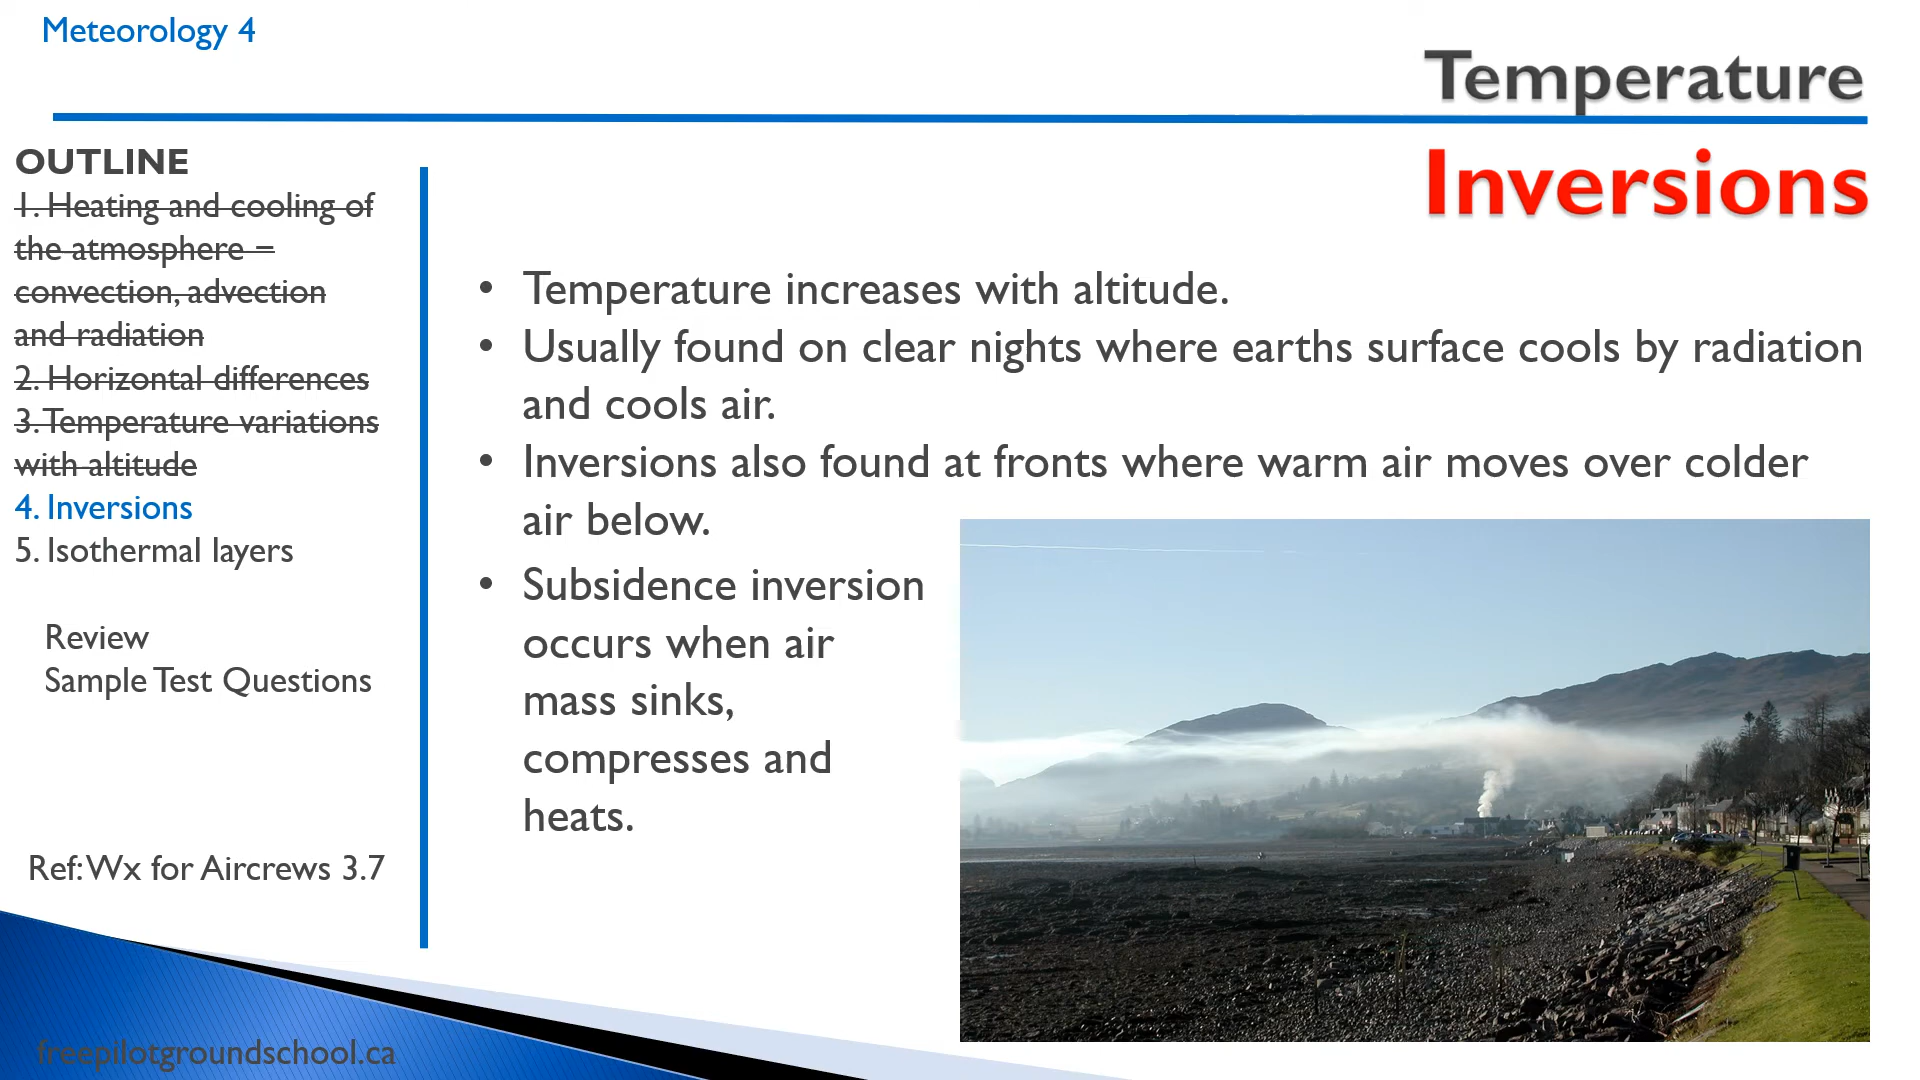 Meteorology 4
Temperature
Inversions
OUTLINE
1. Heating and cooling of
the atmosphere –
convection, advection
and radiation
2. Horizontal differences
3. Temperature variations
with altitude
4. Inversions
5. Isothermal layers
Review
Sample Test Questions
Ref: Wx for Aircrews 3.7
• Temperature increases with altitude.
• Usually found on clear nights where earths surface cools by radiation
and cools air.
• Inversions also found at fronts where warm air moves over colder
air below.
• Subsidence inversion
occurs when air
mass sinks,
compresses and
heats.
freepilotgroundschool.ca